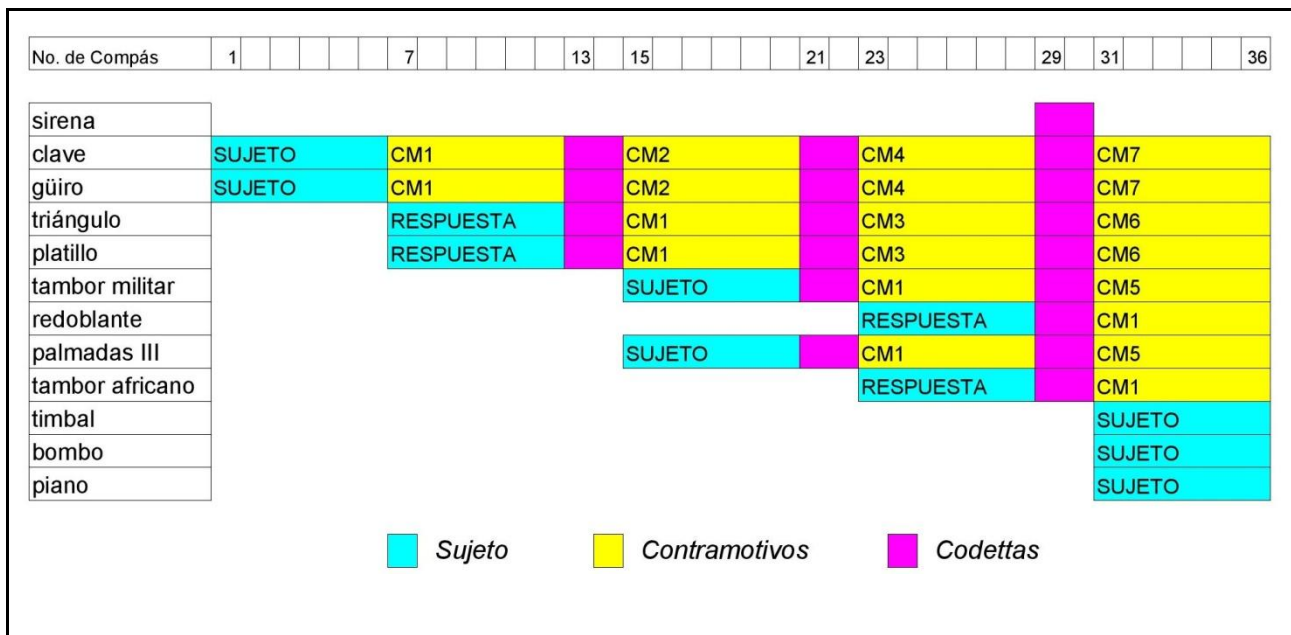 No. de Compás 1 7 13 15 21 23 29 31 36
sirena
clave SUJETO CM1 CM2 CM4 CM7
güiro SUJETO CM1 CM2 CM4 CM7
triángulo RESPUESTA CM1 CM3 CM6
platillo RESPUESTA CM1 CM3 CM6
tambor militar SUJETO CM1 CM5
redoblante RESPUESTA CM1
palmadas III SUJETO CM1 CM5
tambor africano RESPUESTA CM1
timbal SUJETO
bombo SUJETO
piano SUJETO
Sujeto Contramotivos Codettas